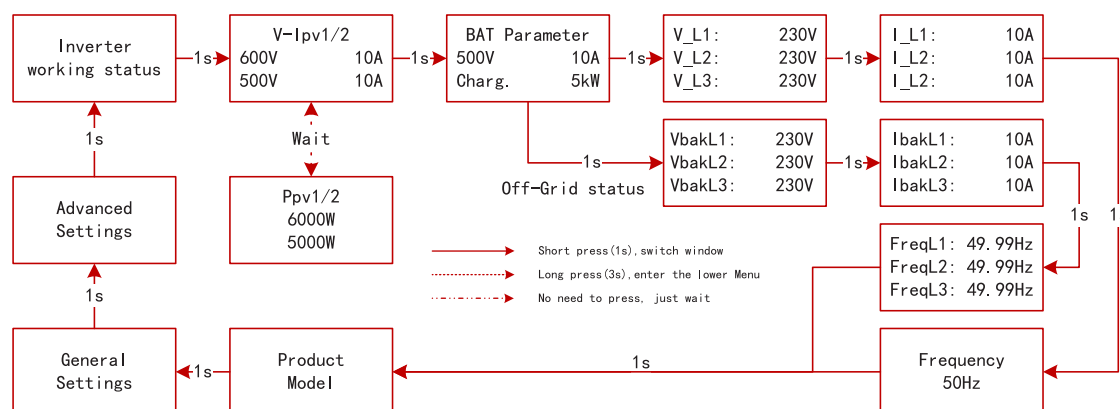 Inverter
working status
1s
V-Ipv1/2
600V 10A
500V 10A
1s
BAT Parameter
500V 10A
Charg. 5kW
1s
V_L1: 230V
V_L2: 230V
V_L3: 230V
1s
I_L1: 10A
I_L2: 10A
I_L2: 10A
1s
Wait
1s
Off-Grid status
VbakL1: 230V
VbakL2: 230V
VbakL3: 230V
1s
IbakL1: 10A
IbakL2: 10A
IbakL3: 10A
1s
1
Advanced
Settings
Ppv1/2
6000W
5000W
Short press(1s),switch window
Long press(3s),enter the lower Menu
No need to press, just wait
FreqL1: 49.99Hz
FreqL2: 49.99Hz
FreqL3: 49.99Hz
1s
General
Settings
1s
Product
Model
1s
Frequency
50Hz